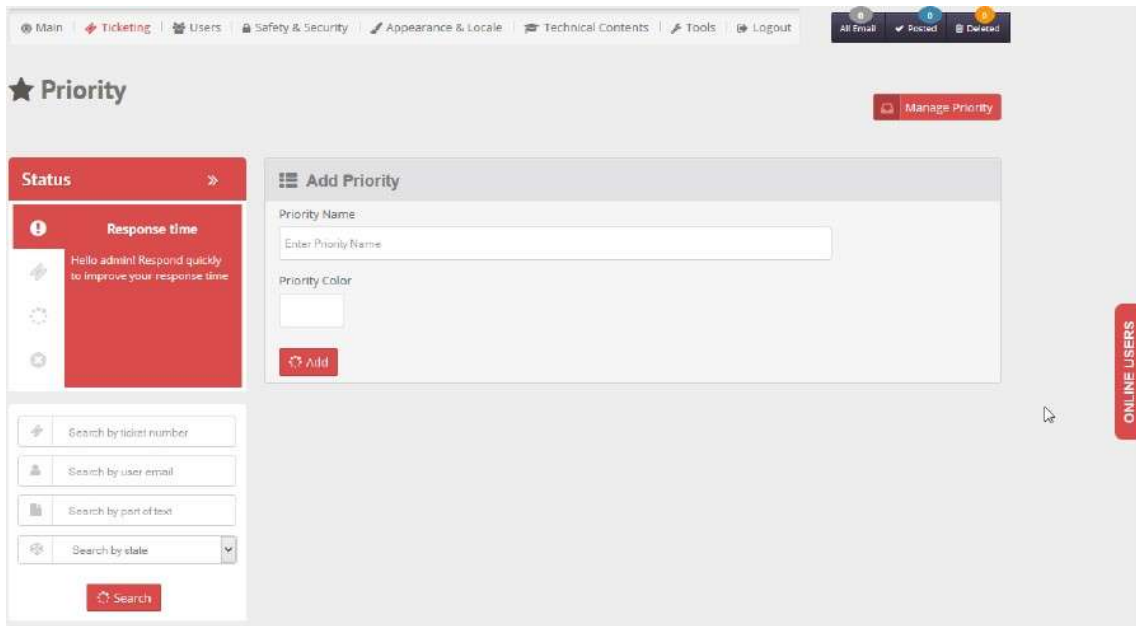 Main Ticketing Users Safety & Security Appearance & Locale Technical Contents Tools Logout
0 0 0
All Email Posted Deleted
Priority
Manage Priority
Status
Add Priority
Response time
Hello admin! Respond quickly
to improve your response time
Priority Name
Enter Priority Name
Priority Color
Add
ONLINE USERS
Search by ticket number
Search by user email
Search by part of text
Search by state
Search